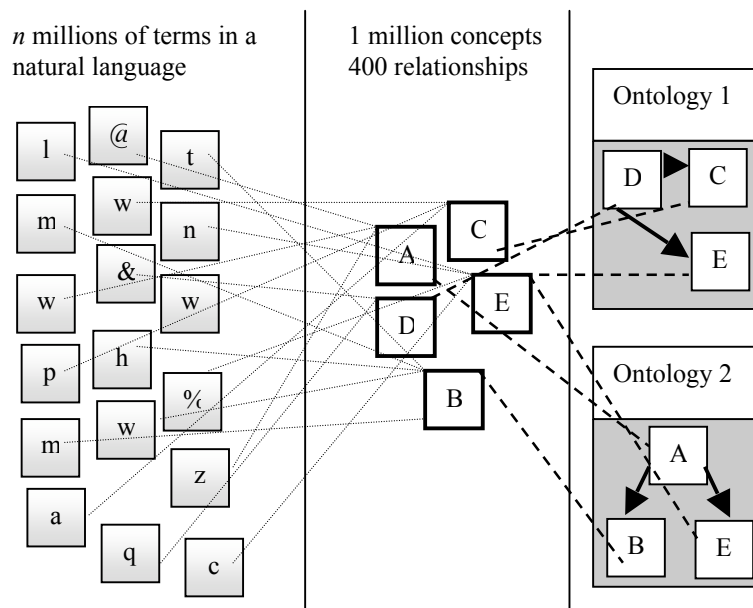 n millions of terms in a
natural language
l
@
t
m
w
n
w
&
w
p
h
%
m
w
z
a
q
c
1 million concepts
400 relationships
C
A
E
D
B
Ontology 1
D
C
E
Ontology 2
A
B
E